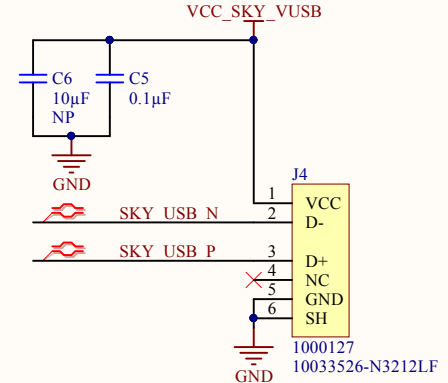 VCC_SKY_VUSB
C6
10µF
NP
C5
0.1µF
GND
J4
SKY_USB_N
SKY_USB_P
1 VCC
2 D-
3 D+
4 NC
5 GND
6 SH
GND
1000127
10033526-N3212LF